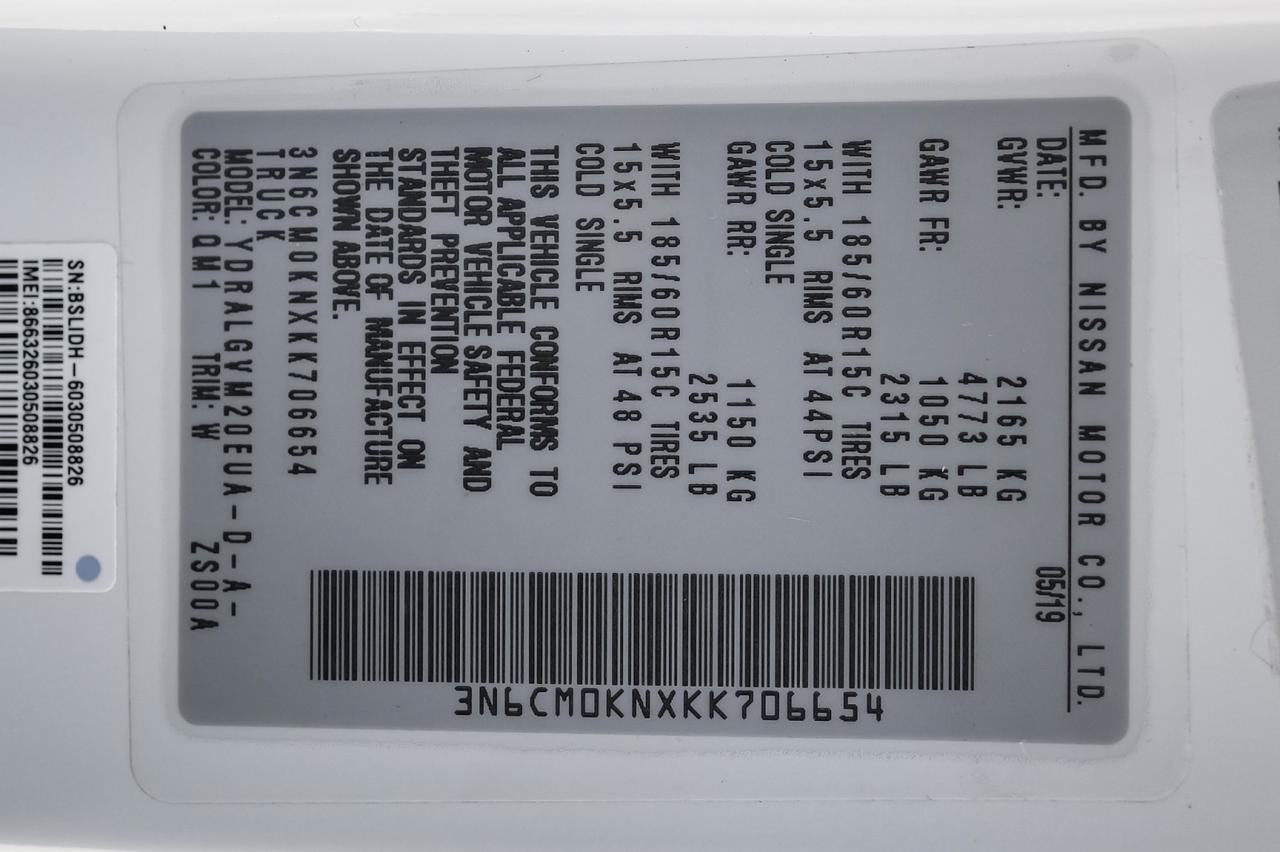 MFD. BY NISSAN MOTOR CO., LTD.
DATE: 05/19
GVWR: 2165 KG
4773 LB
GAWR FR: 1050 KG
2315 LB
WITH 185/60R15C TIRES
15x5.5 RIMS AT 44PSI
COLD SINGLE
GAWR RR: 1150 KG
2535 LB
WITH 185/60R15C TIRES
15x5.5 RIMS AT 48 PSI
COLD SINGLE
THIS VEHICLE CONFORMS TO
ALL APPLICABLE FEDERAL
MOTOR VEHICLE SAFETY AND
THEFT PREVENTION
STANDARDS IN EFFECT ON
THE DATE OF MANUFACTURE
SHOWN ABOVE.
3N6CM0KNXKK706654
TRUCK
MODEL: YDRALGVM20EUA-D-A-
COLOR: QM1 TRIM: W ZS00A
3N6CM0KNXKK706654
SN:BSLIDH-6030508826
IMEI:866326030508826